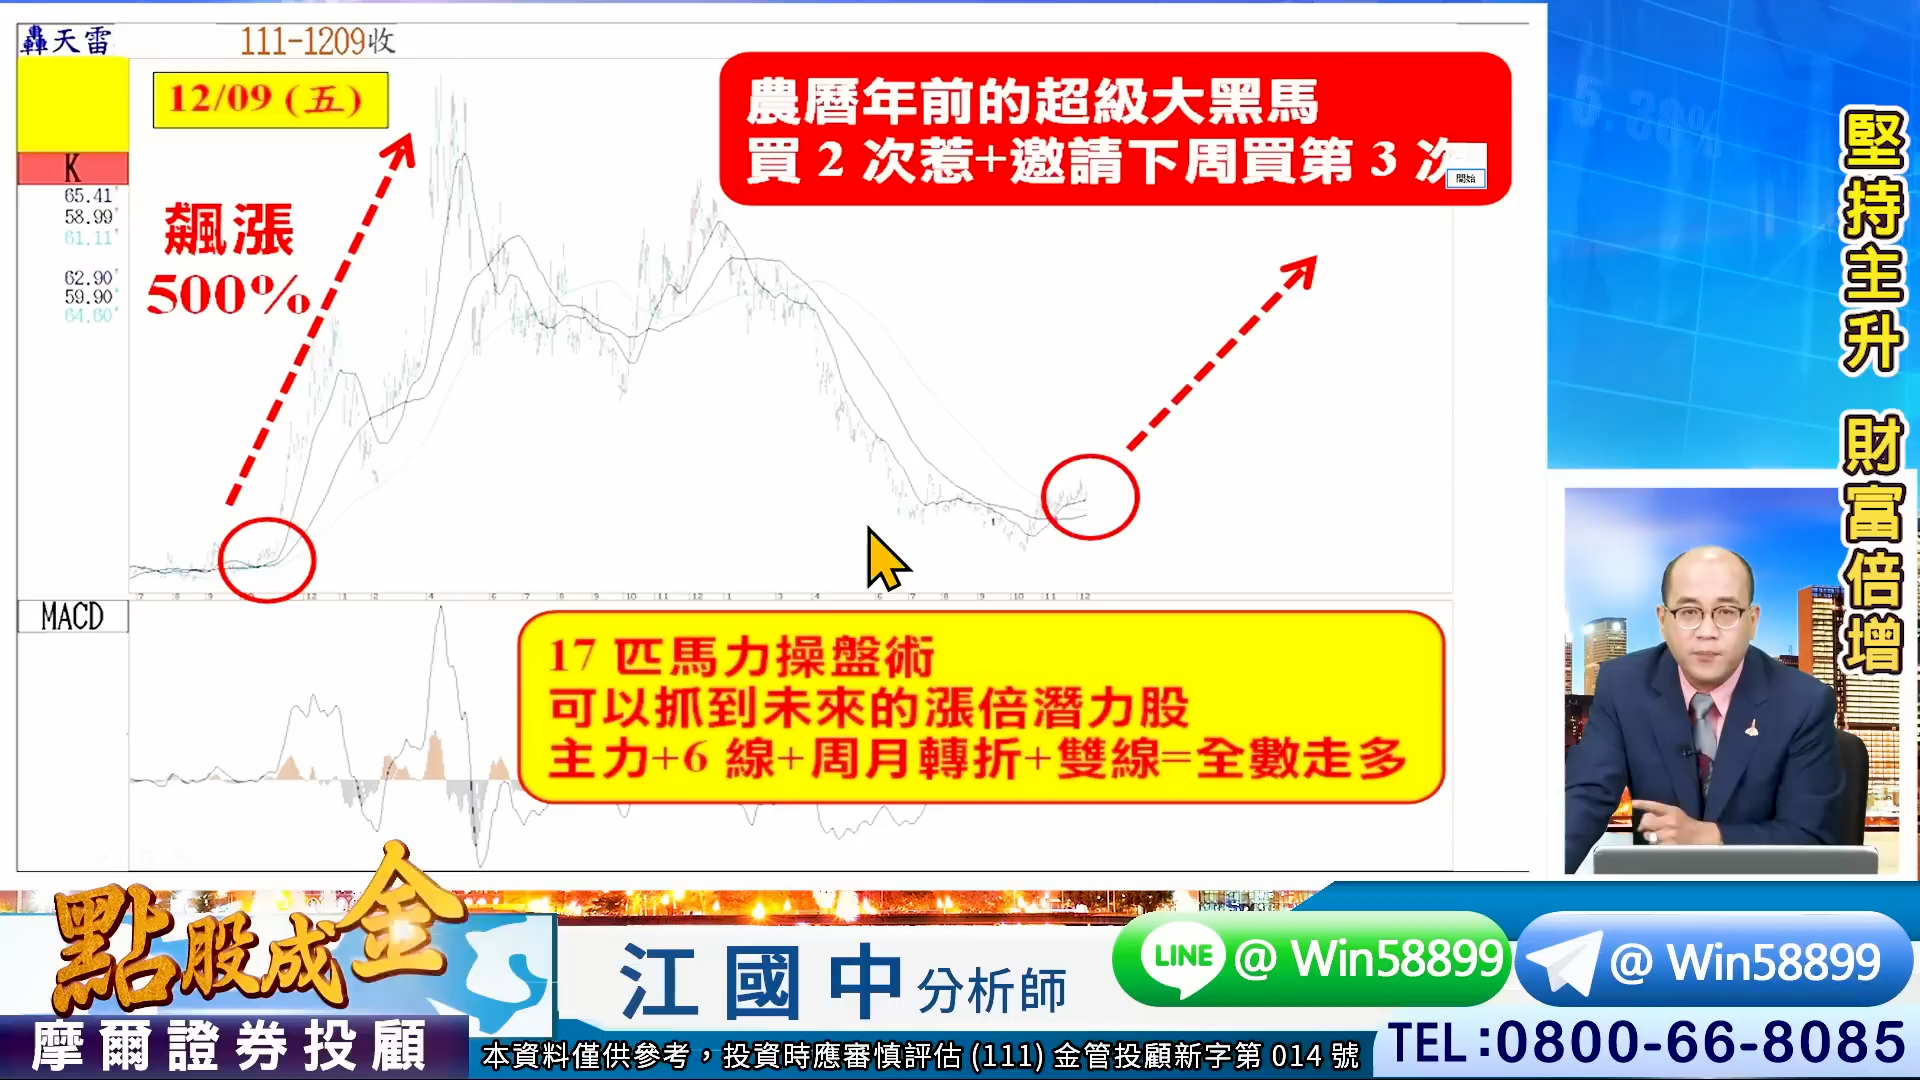 轟天雷
111-1209收
12/09 (五)
農曆年前的超級大黑馬
買 2 次惹+邀請下周買第 3 次
開始
K
65.41
58.99
61.11
62.90
59.90
64.60
飆漲
500%
MACD
17 匹馬力操盤術
可以抓到未來的漲倍潛力股
主力+6 線+周月轉折+雙線=全數走多
堅持主升 財富倍增
點股成金
摩爾證券投顧
江國中 分析師
LINE @ Win58899
@ Win58899
TEL:0800-66-8085
本資料僅供參考,投資時應審慎評估 (111) 金管投顧新字第 014 號